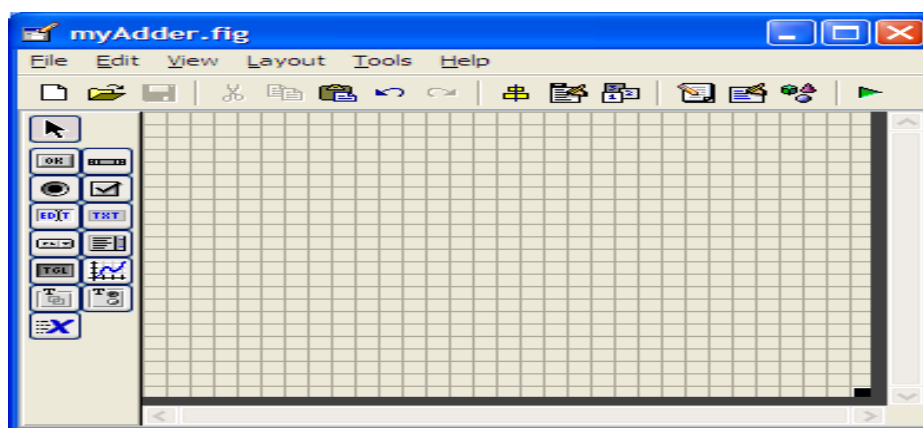 myAdder.fig
File Edit View Layout Tools Help
OK
EDIT TXT
TGL
T T
X